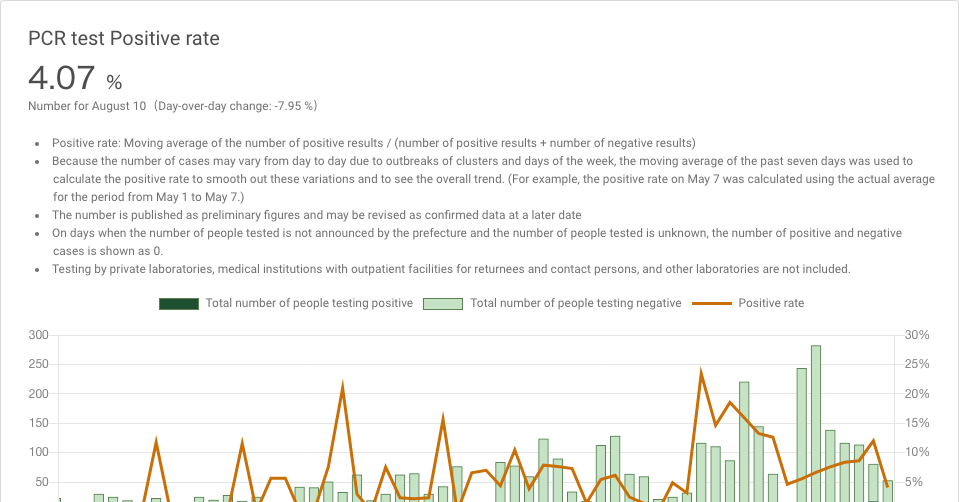 PCR test Positive rate
4.07 %
Number for August 10 (Day-over-day change: -7.95 %)
• Positive rate: Moving average of the number of positive results / (number of positive results + number of negative results)
• Because the number of cases may vary from day to day due to outbreaks of clusters and days of the week, the moving average of the past seven days was used to
calculate the positive rate to smooth out these variations and to see the overall trend. (For example, the positive rate on May 7 was calculated using the actual average
for the period from May 1 to May 7.)
• The number is published as preliminary figures and may be revised as confirmed data at a later date
• On days when the number of people tested is not announced by the prefecture and the number of people tested is unknown, the number of positive and negative
cases is shown as 0.
• Testing by private laboratories, medical institutions with outpatient facilities for returnees and contact persons, and other laboratories are not included.
Total number of people testing positive Total number of people testing negative Positive rate
300 30%
250 25%
200 20%
150 15%
100 10%
50 5%